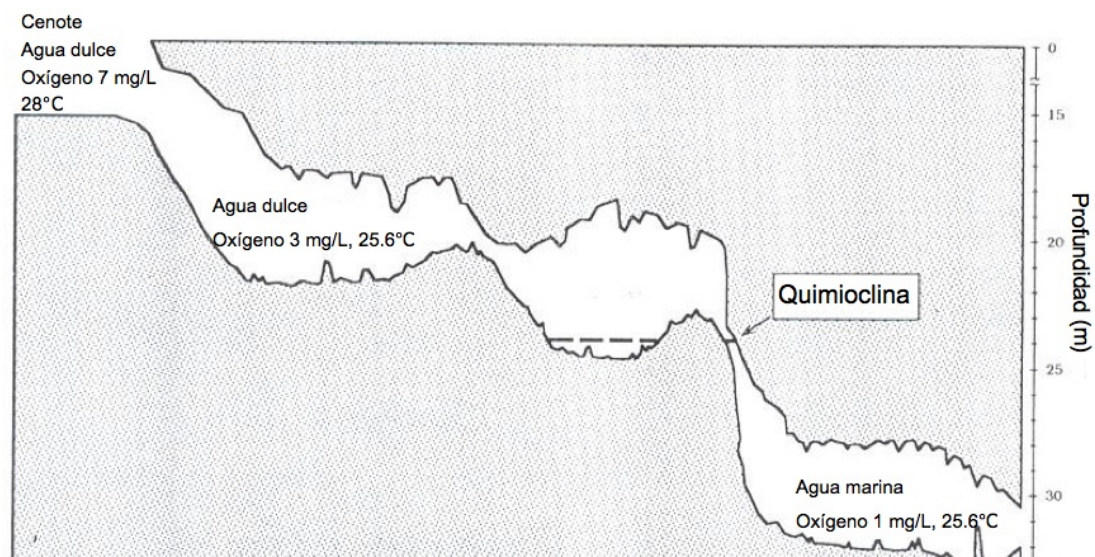 Cenote
Agua dulce
Oxígeno 7 mg/L
28°C
Agua dulce
Oxígeno 3 mg/L, 25.6°C
Quimioclina
Agua marina
Oxígeno 1 mg/L, 25.6°C
0
15
20
25
30
Profundidad (m)